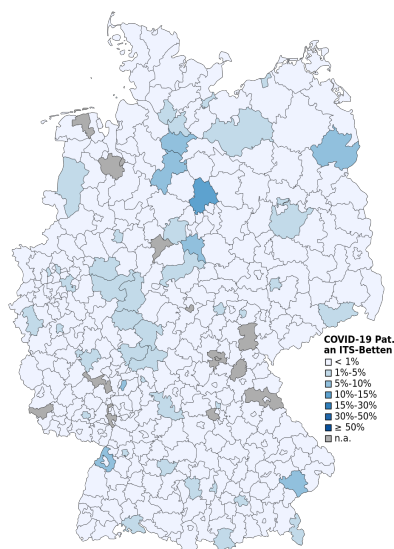 COVID-19 Pat.
an ITS-Betten
< 1%
1%-5%
5%-10%
10%-15%
15%-30%
30%-50%
≥ 50%
n.a.